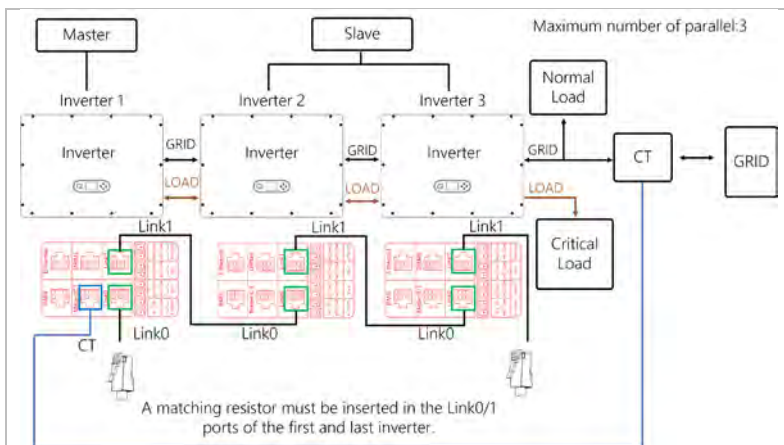 Maximum number of parallel:3
Master
Slave
Normal
Load
Inverter 1
Inverter 2
Inverter 3
Inverter
GRID
Inverter
GRID
Inverter
GRID
CT
GRID
LOAD
LOAD
LOAD
Link1
Link1
Link1
Critical
Load
Link0
Link0
Link0
CT
A matching resistor must be inserted in the Link0/1
ports of the first and last inverter.